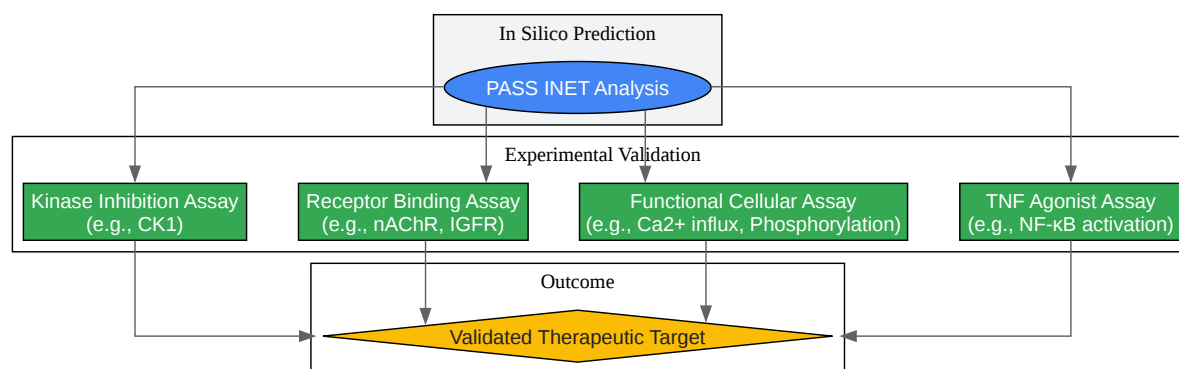 In Silico Prediction
PASS INET Analysis
Experimental Validation
Kinase Inhibition Assay
(e.g., CK1)
Receptor Binding Assay
(e.g., nAChR, IGFR)
Functional Cellular Assay
(e.g., Ca2+ influx, Phosphorylation)
TNF Agonist Assay
(e.g., NF-κB activation)
Outcome
Validated Therapeutic Target